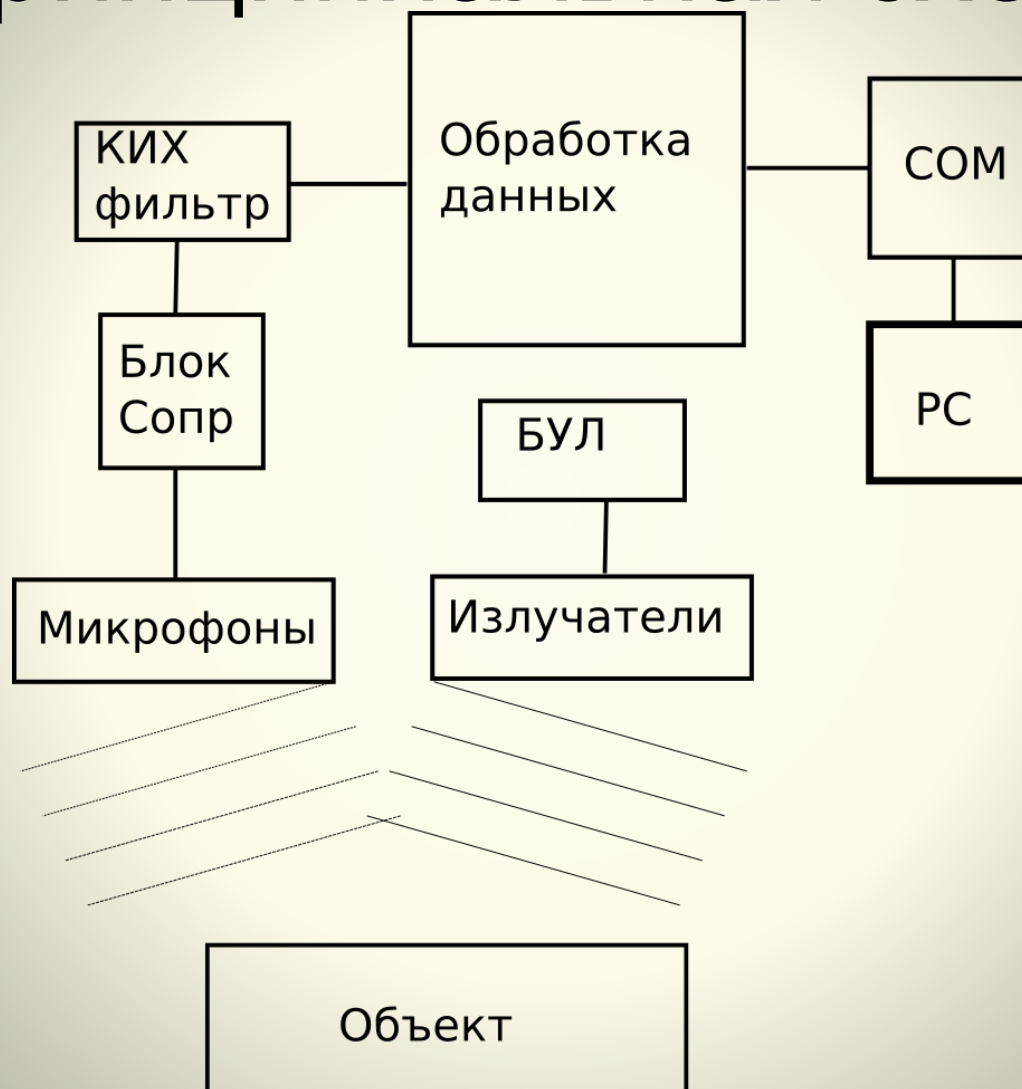 КИХ
фильтр
Обработка
данных
COM
Блок
Сопр
БУЛ
PC
Микрофоны
Излучатели
Объект